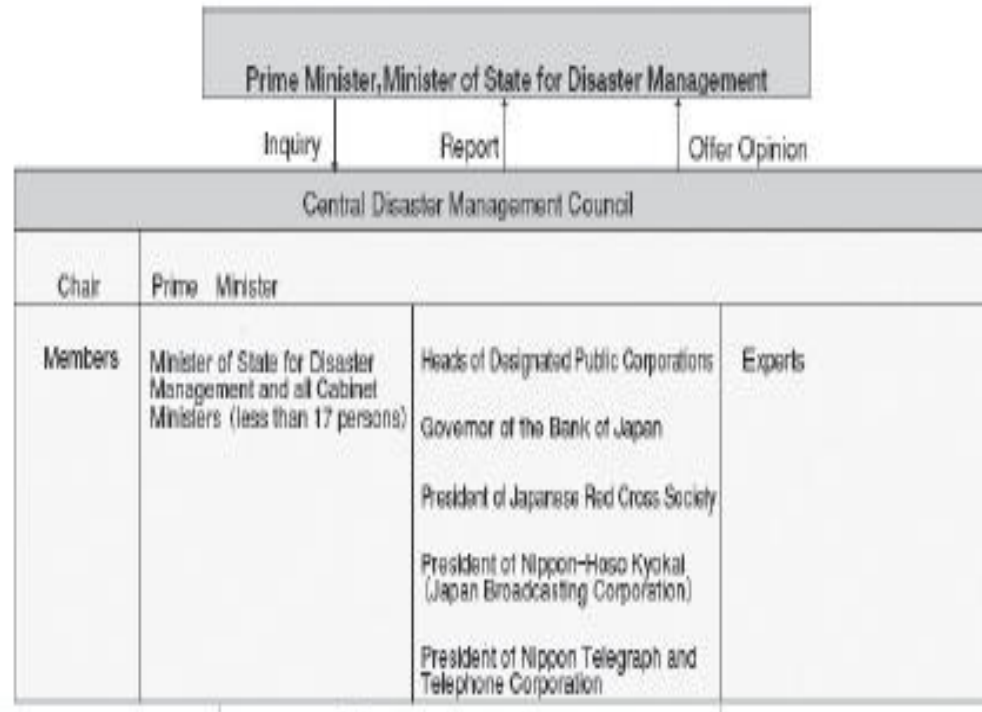 Prime Minister,Minister of State for Disaster Management
Inquiry
Report
Offer Opinion
Central Disaster Management Council
Chair
Prime Minister
Members
Minister of State for Disaster
Management and all Cabinet
Ministers (less than 17 persons)
Heads of Designated Public Corporations
Governor of the Bank of Japan
President of Japanese Red Cross Society
President of Nippon-Hoso Kyokai
(Japan Broadcasting Corporation)
President of Nippon Telegraph and
Telephone Corporation
Experts